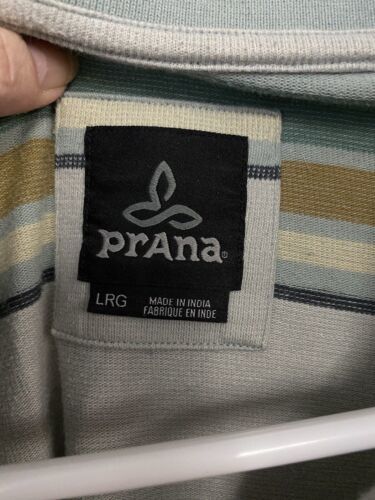 prAna®
LRG
MADE IN INDIA
FABRIQUE EN INDE